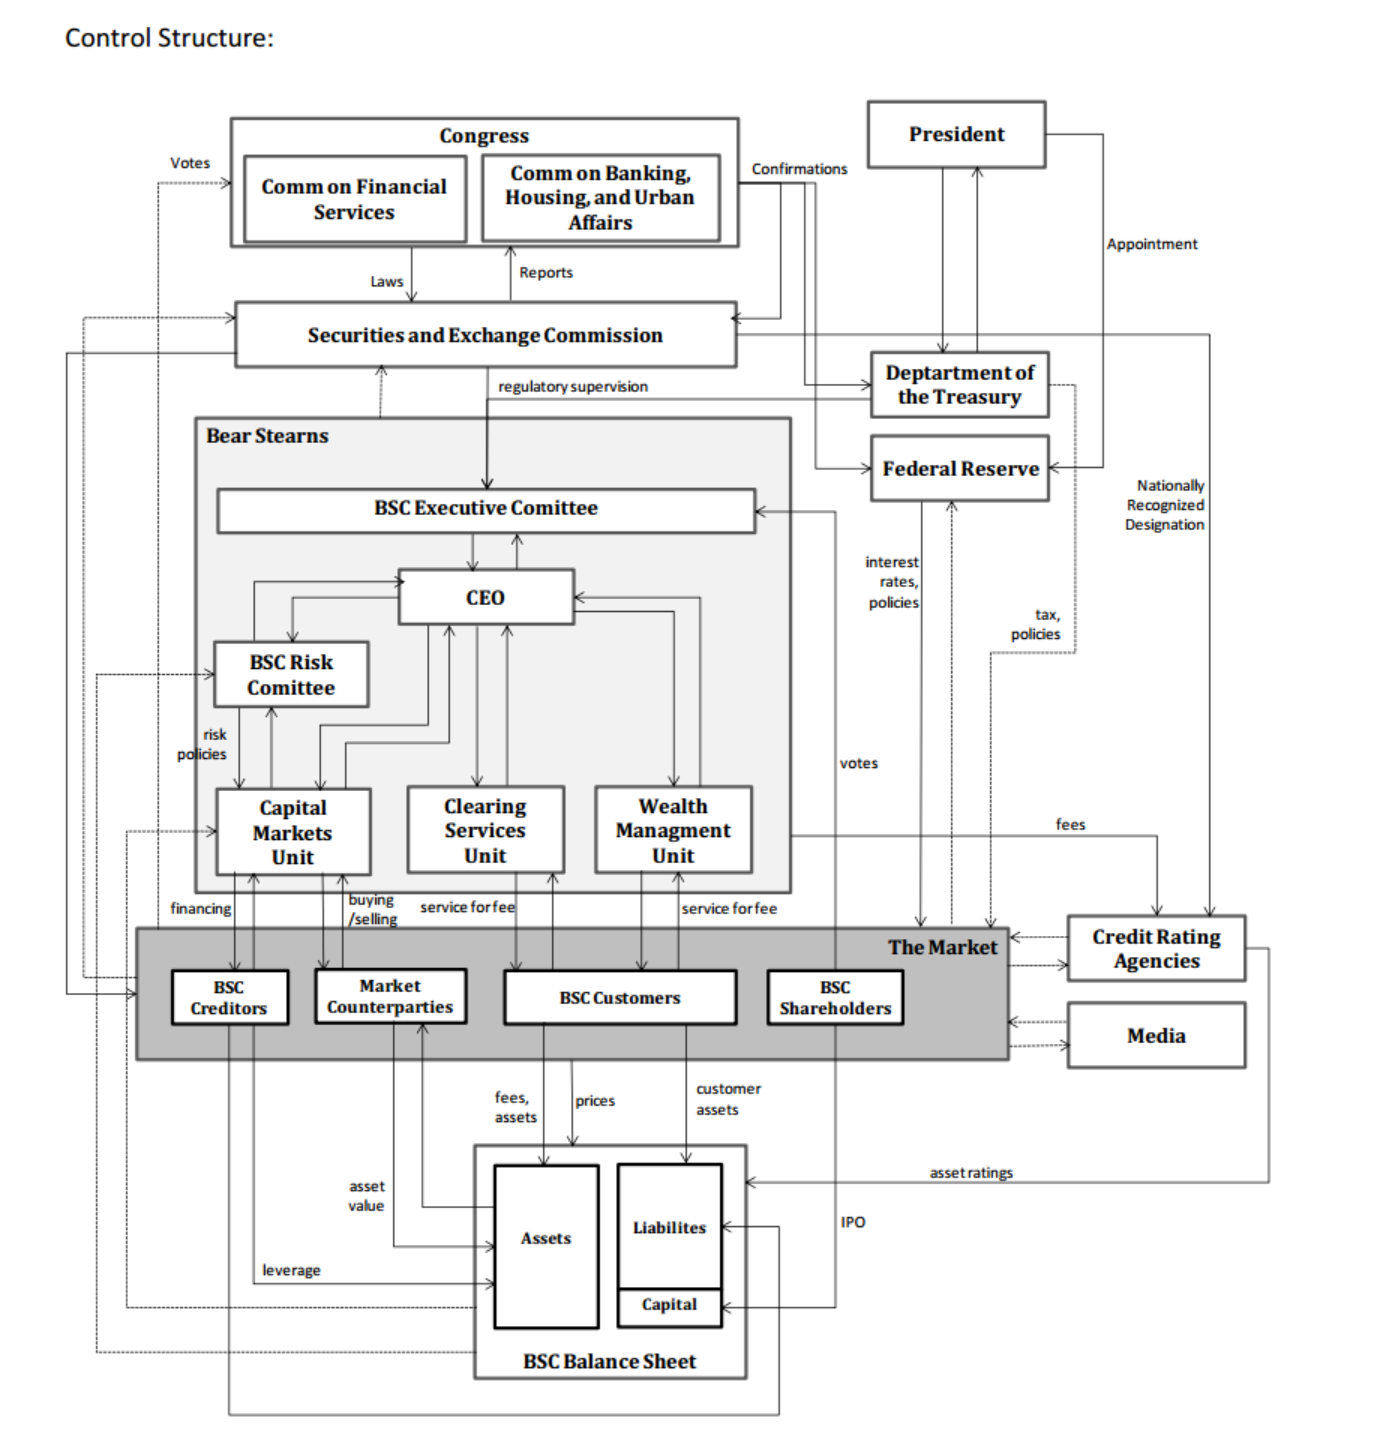 Control Structure:
Congress
President
Votes
Comm on Financial
Services
Comm on Banking,
Housing, and Urban
Affairs
Confirmations
Appointment
Laws
Reports
Securities and Exchange Commission
regulatory supervision
Deptartment of
the Treasury
Bear Stearns
Federal Reserve
BSC Executive Comittee
Nationally
Recognized
Designation
interest
rates,
policies
CEO
tax,
policies
BSC Risk
Comittee
risk
policies
votes
Capital
Markets
Unit
Clearing
Services
Unit
Wealth
Managment
Unit
fees
financing
buying
/selling
service for fee
service for fee
The Market
Credit Rating
Agencies
BSC
Creditors
Market
Counterparties
BSC Customers
BSC
Shareholders
Media
fees,
assets
prices
customer
assets
asset ratings
asset
value
IPO
Assets
Liabilites
leverage
Capital
BSC Balance Sheet